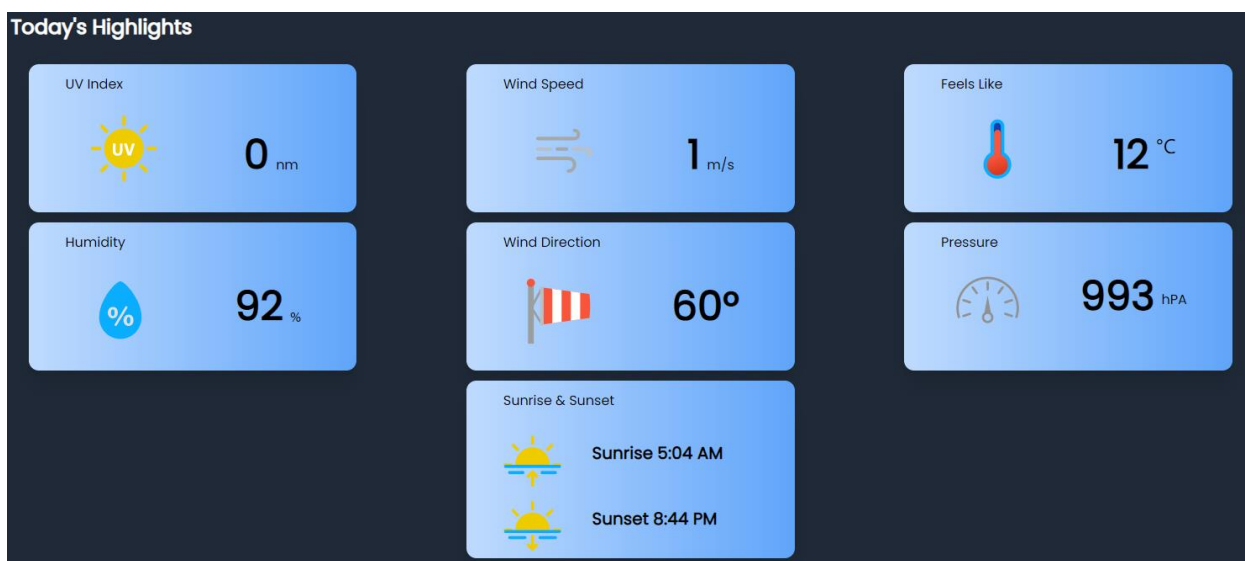 Today's Highlights
UV Index
UV
0 nm
Wind Speed
1 m/s
Feels Like
12 °C
Humidity
%
92 %
Wind Direction
60°
Pressure
993 hPA
Sunrise & Sunset
Sunrise 5:04 AM
Sunset 8:44 PM